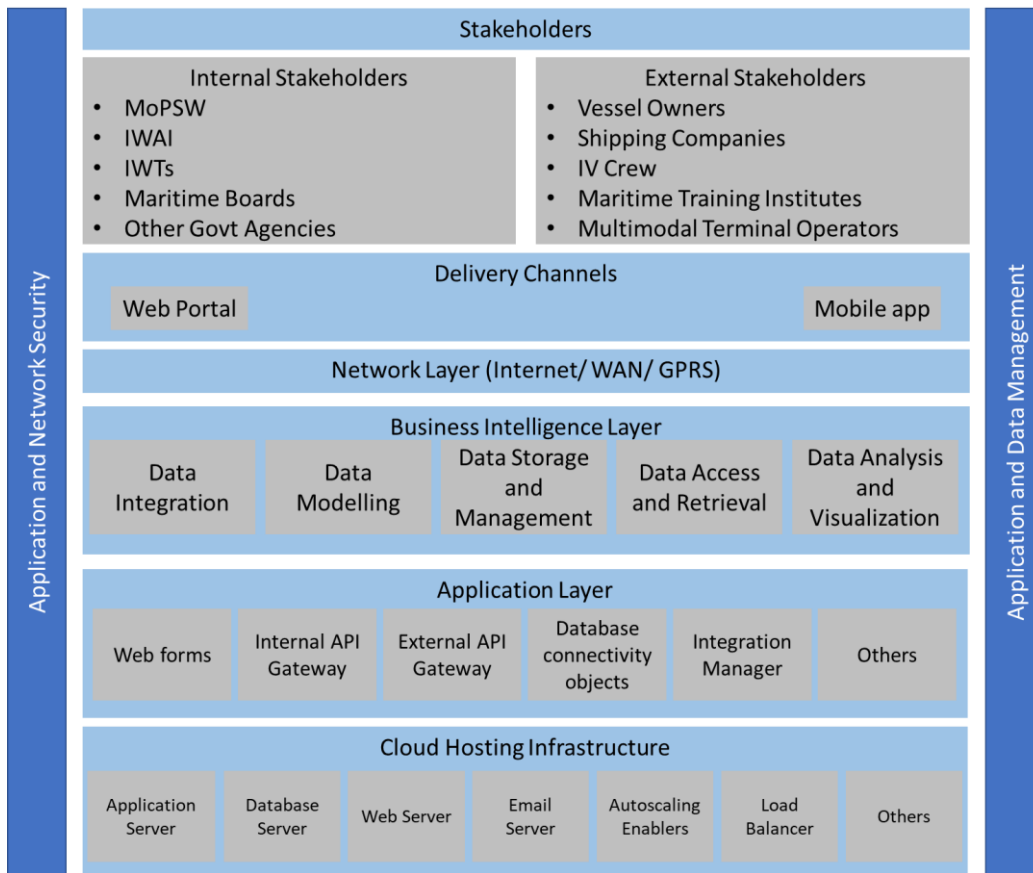 Stakeholders
Internal Stakeholders
• MoPSW
• IWAI
• IWTs
• Maritime Boards
• Other Govt Agencies
External Stakeholders
• Vessel Owners
• Shipping Companies
• IV Crew
• Maritime Training Institutes
• Multimodal Terminal Operators
Delivery Channels
Web Portal
Mobile app
Network Layer (Internet/ WAN/ GPRS)
Business Intelligence Layer
Data
Integration
Data
Modelling
Data Storage
and
Management
Data Access
and Retrieval
Data Analysis
and
Visualization
Application Layer
Web forms
Internal API
Gateway
External API
Gateway
Database
connectivity
objects
Integration
Manager
Others
Cloud Hosting Infrastructure
Application
Server
Database
Server
Web Server
Email
Server
Autoscaling
Enablers
Load
Balancer
Others
Application and Network Security
Application and Data Management